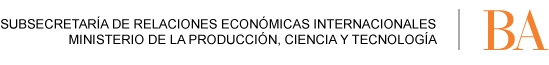 SUBSECRETARÍA DE RELACIONES ECONÓMICAS INTERNACIONALES
MINISTERIO DE LA PRODUCCIÓN, CIENCIA Y TECNOLOGÍA
BA